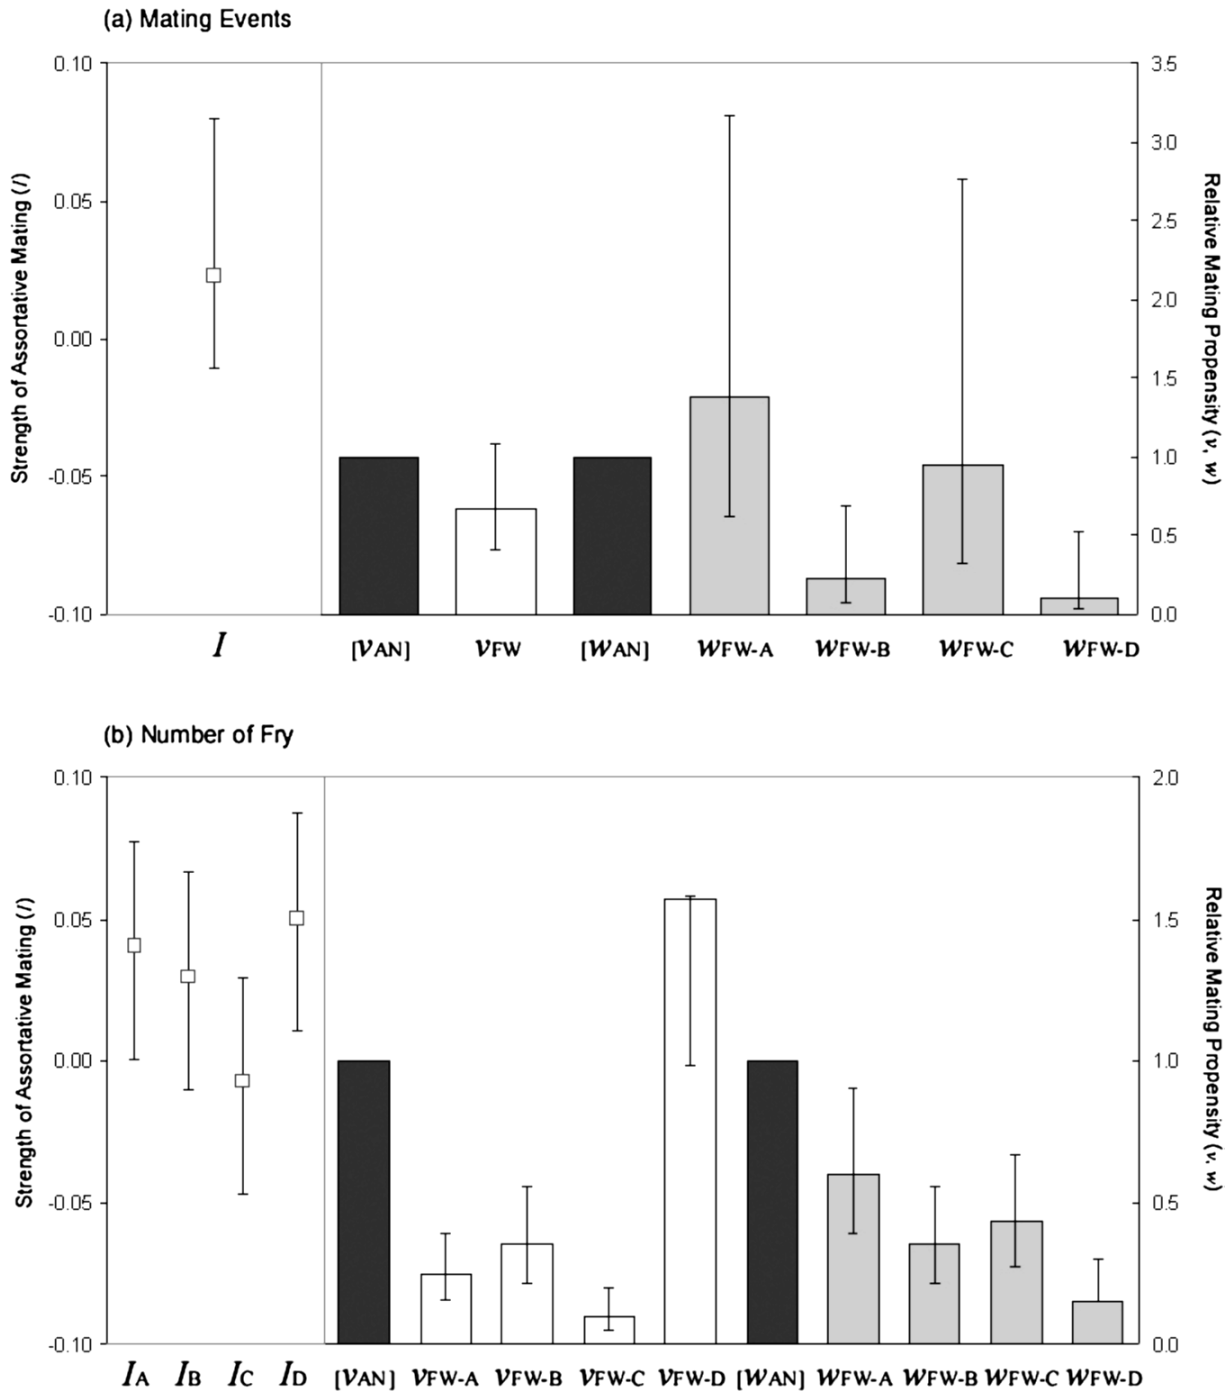 (a) Mating Events
0.10
0.05
0.00
-0.05
-0.10
Strength of Assortative Mating (I)
3.5
3.0
2.5
2.0
1.5
1.0
0.5
0.0
Relative Mating Propensity (v, w)
I [vAN] vFW [wAN] wFW-A wFW-B wFW-C wFW-D
(b) Number of Fry
0.10
0.05
0.00
-0.05
-0.10
Strength of Assortative Mating (I)
2.0
1.5
1.0
0.5
0.0
Relative Mating Propensity (v, w)
IA IB IC ID [vAN] vFW-A vFW-B vFW-C vFW-D [wAN] wFW-A wFW-B wFW-C wFW-D